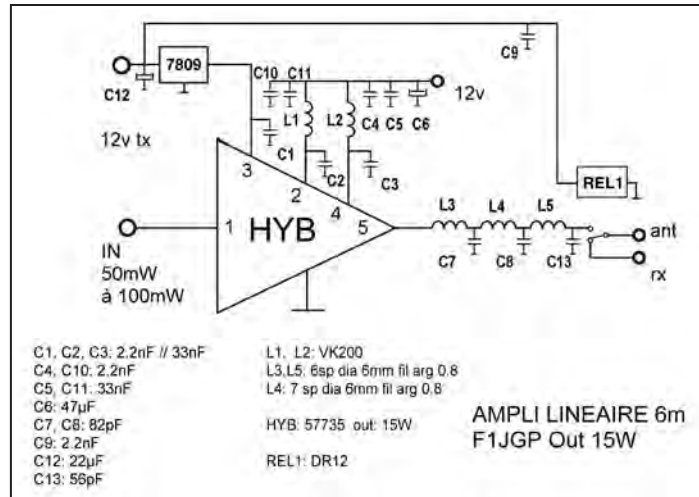 C9
7809
C10 C11
C12
12v
L1 L2 C4 C5 C6
12v tx
C1
REL1
3
C2
C3
2
L3 L4 L5
4
1 HYB 5
ant
IN
C7 C8 C13
50mW
rx
à 100mW
C1, C2, C3: 2.2nF // 33nF
C4, C10: 2.2nF
C5, C11: 33nF
C6: 47µF
C7, C8: 82pF
C9: 2.2nF
C12: 22µF
C13: 56pF
L1, L2: VK200
L3,L5: 6sp dia 6mm fil arg 0.8
L4: 7 sp dia 6mm fil arg 0.8
HYB: 57735 out: 15W
REL1: DR12
AMPLI LINEAIRE 6m
F1JGP Out 15W